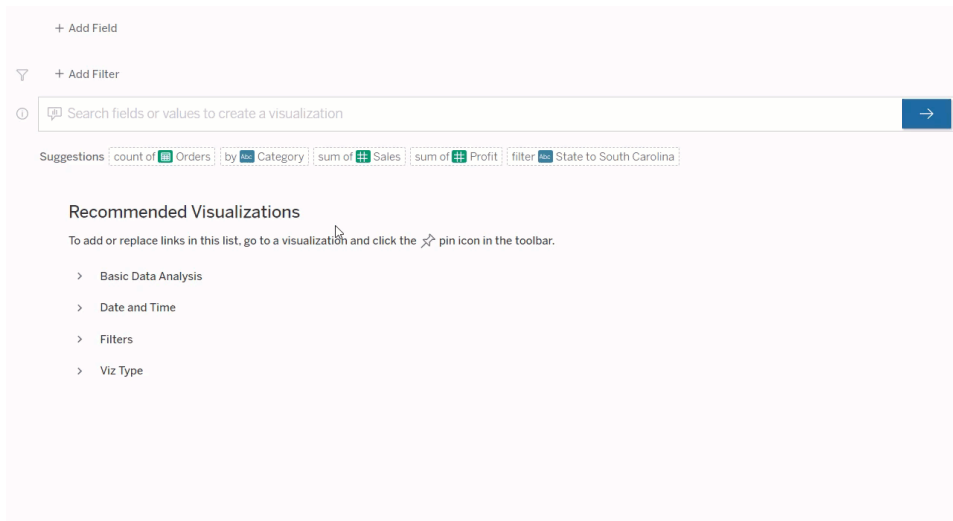 + Add Field
+ Add Filter
Search fields or values to create a visualization
Suggestions count of Orders by Abc Category sum of # Sales sum of # Profit filter Abc State to South Carolina
Recommended Visualizations
To add or replace links in this list, go to a visualization and click the pin icon in the toolbar.
Basic Data Analysis
Date and Time
Filters
Viz Type